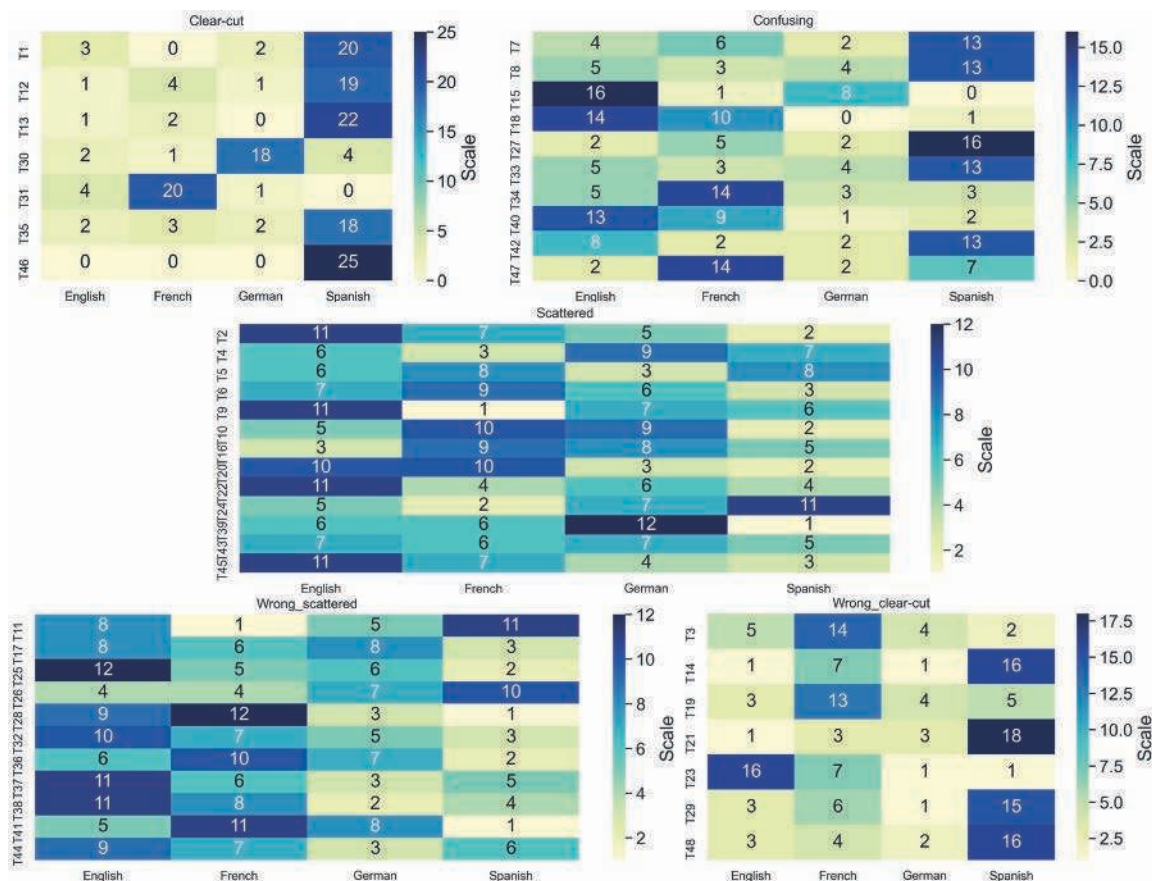 Clear-cut
T1 3 0 2 20
T12 1 4 1 19
T13 1 2 0 22
T30 2 1 18 4
T31 4 20 1 0
T35 2 3 2 18
T46 0 0 0 25
English French German Spanish
25
20
15
10
5
0
Scale
Confusing
T7 4 6 2 13
T8 5 3 4 13
T15 16 1 8 0
T18 14 10 0 1
T27 2 5 2 16
T33 5 3 4 13
T34 5 14 3 3
T40 13 9 1 2
T42 8 2 2 13
T47 2 14 2 7
English French German Spanish
15.0
12.5
10.0
7.5
5.0
2.5
0.0
Scale
Scattered
T2 11 7 5 2
T4 6 3 9 7
T5 6 8 3 8
T6 7 9 6 3
T9 11 1 7 6
T10 5 10 9 2
T16 3 9 8 5
T20 10 10 3 2
T22 11 4 6 4
T24 5 2 7 11
T39 6 6 12 1
T43 7 6 7 5
T45 11 7 4 3
English French German Spanish
12
10
8
6
4
2
Scale
Wrong_scattered
T11 8 1 5 11
T17 8 6 8 3
T25 12 5 6 2
T26 4 4 7 10
T28 9 12 3 1
T32 10 7 5 3
T36 6 10 7 2
T37 11 6 3 5
T38 11 8 2 4
T41 5 11 8 1
T44 9 7 3 6
English French German Spanish
12
10
8
6
4
2
Scale
Wrong_clear-cut
T3 5 14 4 2
T14 1 7 1 16
T19 3 13 4 5
T21 1 3 3 18
T23 16 7 1 1
T29 3 6 1 15
T48 3 4 2 16
English French German Spanish
17.5
15.0
12.5
10.0
7.5
5.0
2.5
Scale